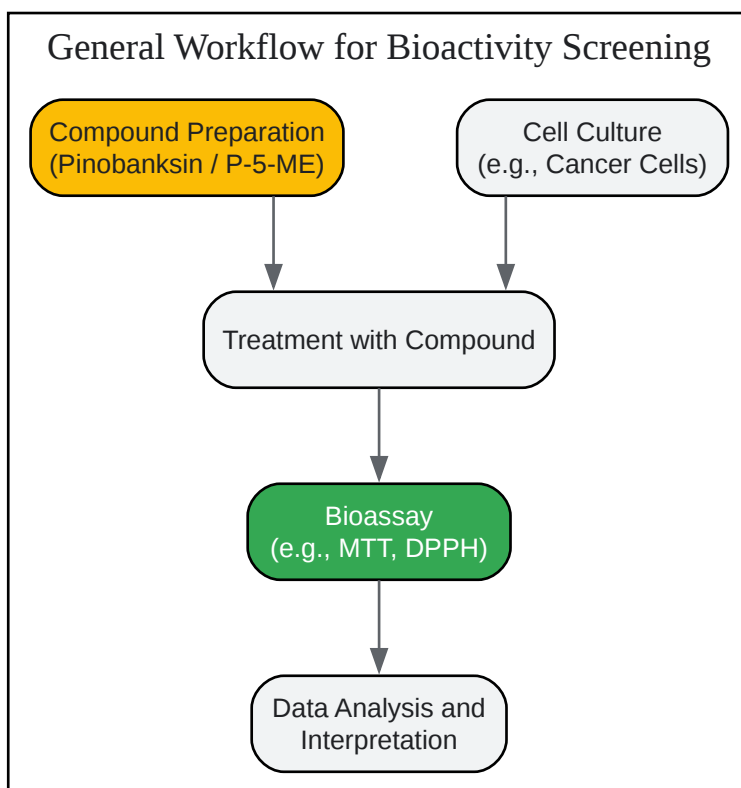 General Workflow for Bioactivity Screening
Compound Preparation
(Pinobanksin / P-5-ME)
Cell Culture
(e.g., Cancer Cells)
Treatment with Compound
Bioassay
(e.g., MTT, DPPH)
Data Analysis and
Interpretation